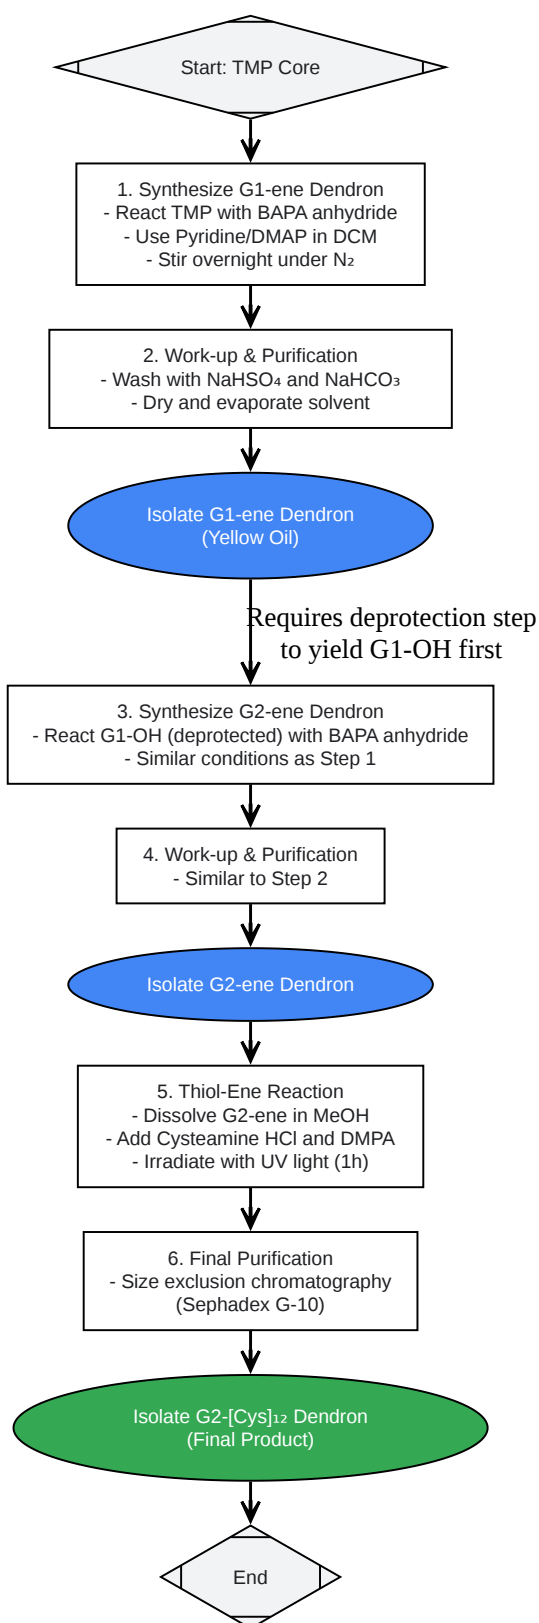 Start: TMP Core
1. Synthesize G1-ene Dendron
- React TMP with BAPA anhydride
- Use Pyridine/DMAP in DCM
- Stir overnight under N₂
2. Work-up & Purification
- Wash with NaHSO₄ and NaHCO₃
- Dry and evaporate solvent
Isolate G1-ene Dendron
(Yellow Oil)
Requires deprotection step
to yield G1-OH first
3. Synthesize G2-ene Dendron
- React G1-OH (deprotected) with BAPA anhydride
- Similar conditions as Step 1
4. Work-up & Purification
- Similar to Step 2
Isolate G2-ene Dendron
5. Thiol-Ene Reaction
- Dissolve G2-ene in MeOH
- Add Cysteamine HCl and DMPA
- Irradiate with UV light (1h)
6. Final Purification
- Size exclusion chromatography
(Sephadex G-10)
Isolate G2-[Cys]₁₂ Dendron
(Final Product)
End